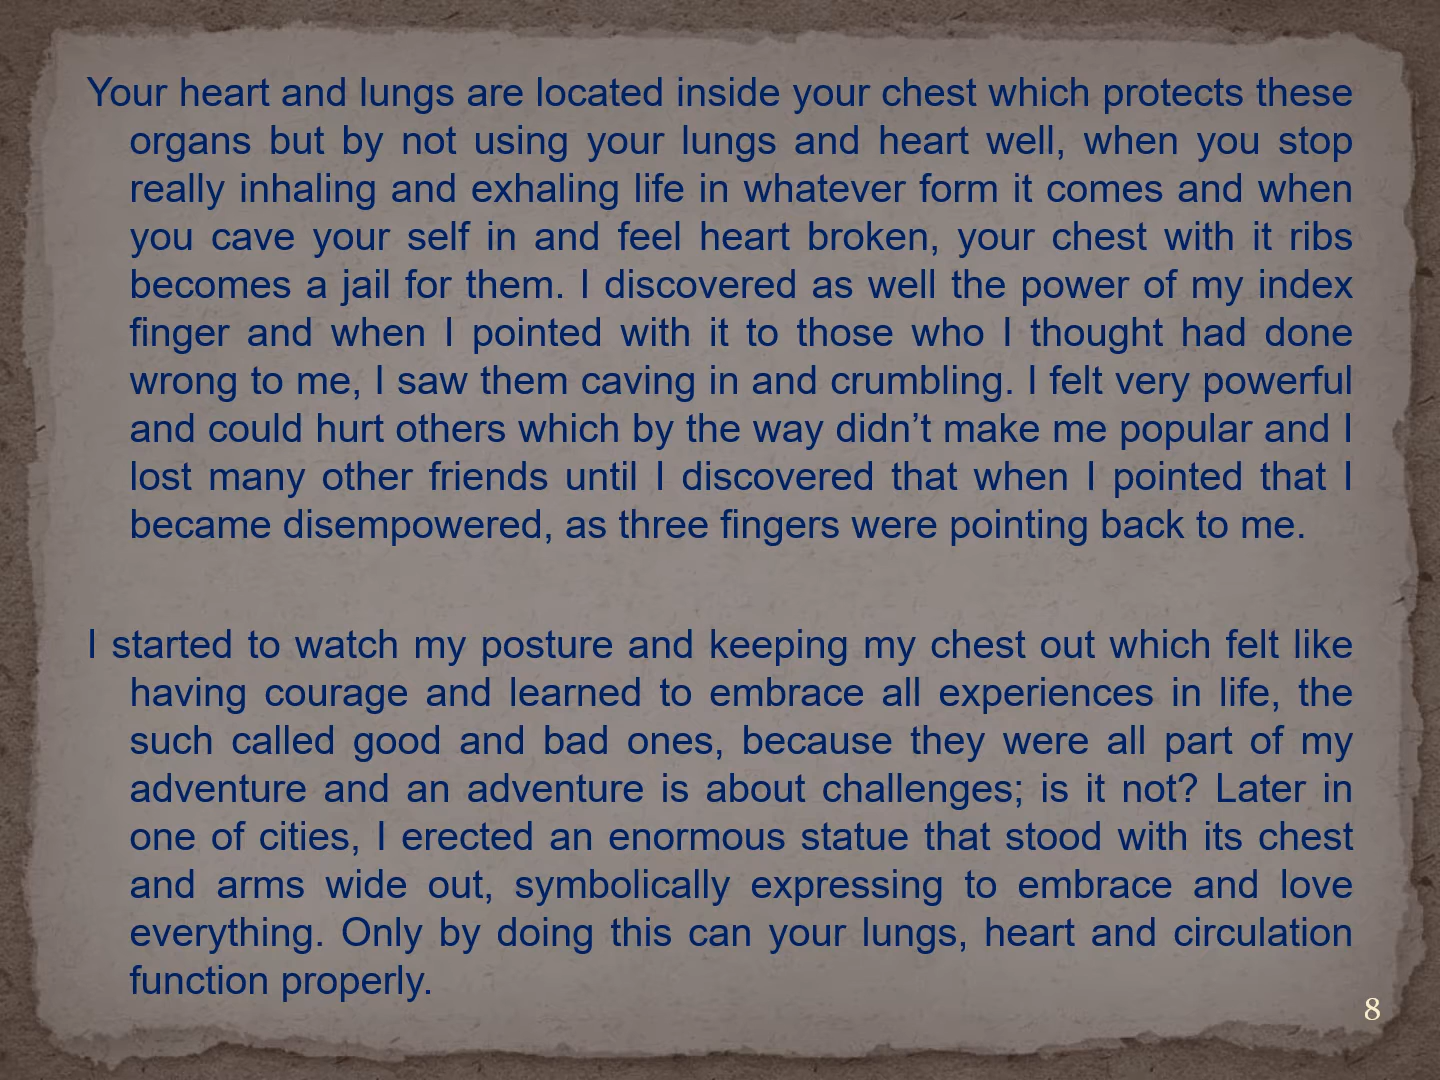 Your heart and lungs are located inside your chest which protects these
organs but by not using your lungs and heart well, when you stop
really inhaling and exhaling life in whatever form it comes and when
you cave your self in and feel heart broken, your chest with it ribs
becomes a jail for them. I discovered as well the power of my index
finger and when I pointed with it to those who I thought had done
wrong to me, I saw them caving in and crumbling. I felt very powerful
and could hurt others which by the way didn’t make me popular and I
lost many other friends until I discovered that when I pointed that I
became disempowered, as three fingers were pointing back to me.
I started to watch my posture and keeping my chest out which felt like
having courage and learned to embrace all experiences in life, the
such called good and bad ones, because they were all part of my
adventure and an adventure is about challenges; is it not? Later in
one of cities, I erected an enormous statue that stood with its chest
and arms wide out, symbolically expressing to embrace and love
everything. Only by doing this can your lungs, heart and circulation
function properly.
8